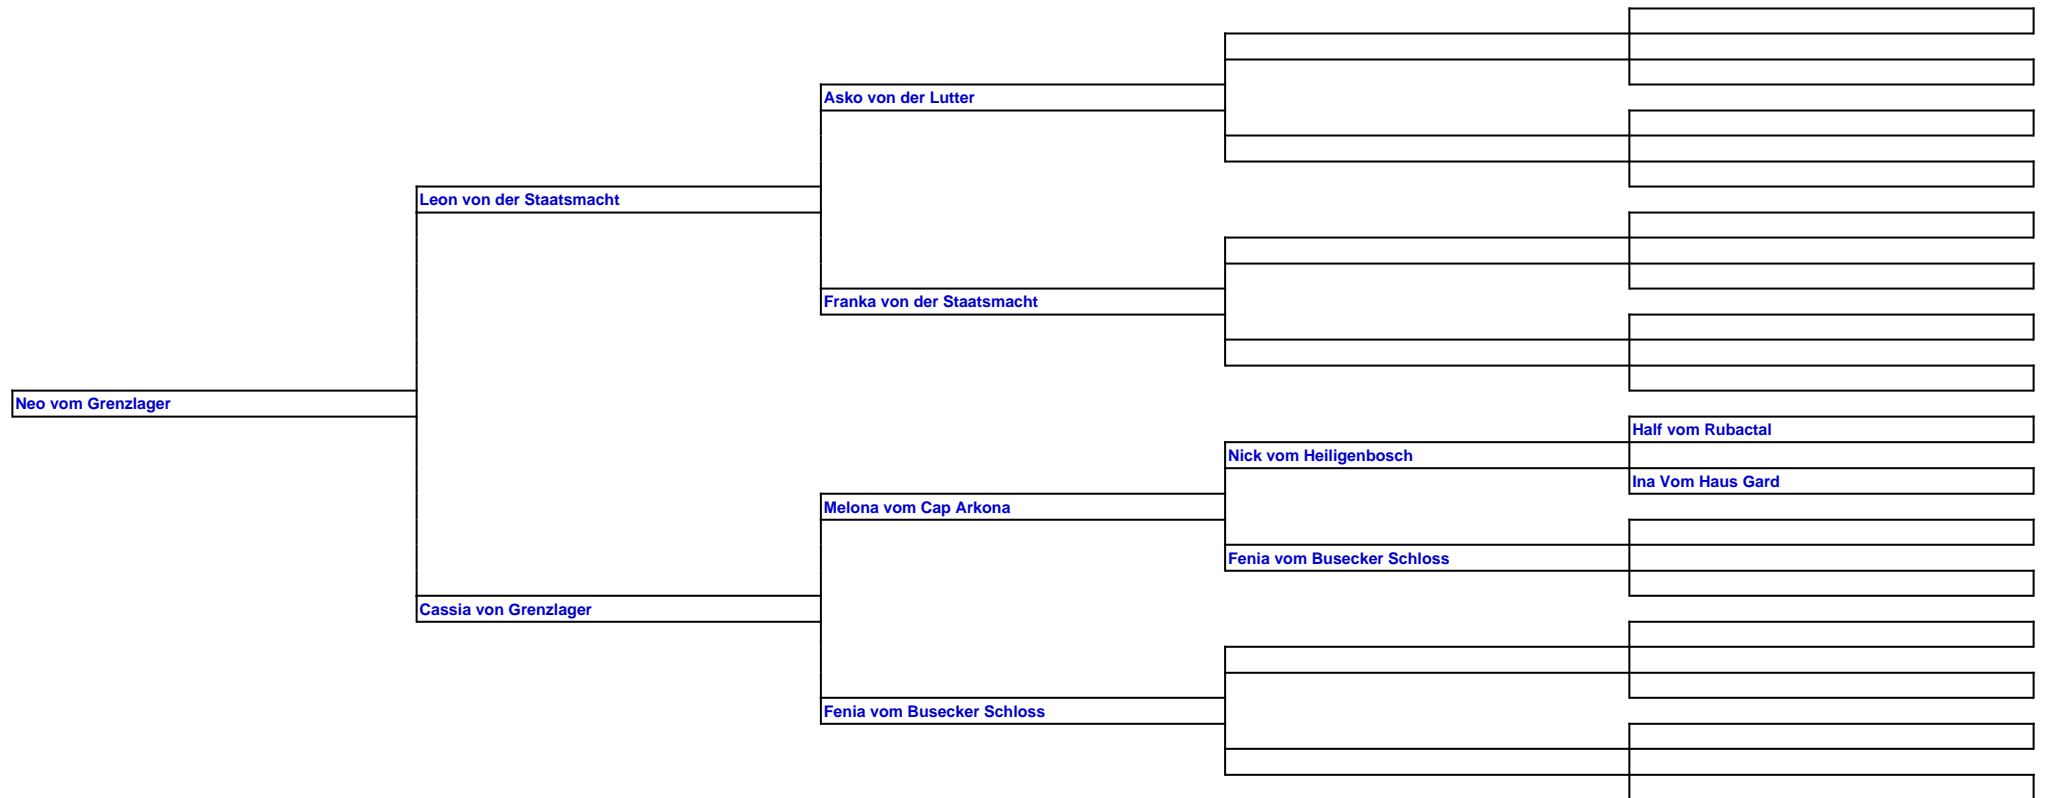 Asko von der Lutter
Leon von der Staatsmacht
Franka von der Staatsmacht
Neo vom Grenzlager
Half vom Rubactal
Nick vom Heiligenbosch
Ina Vom Haus Gard
Melona vom Cap Arkona
Fenia vom Busecker Schloss
Cassia von Grenzlager
Fenia vom Busecker Schloss